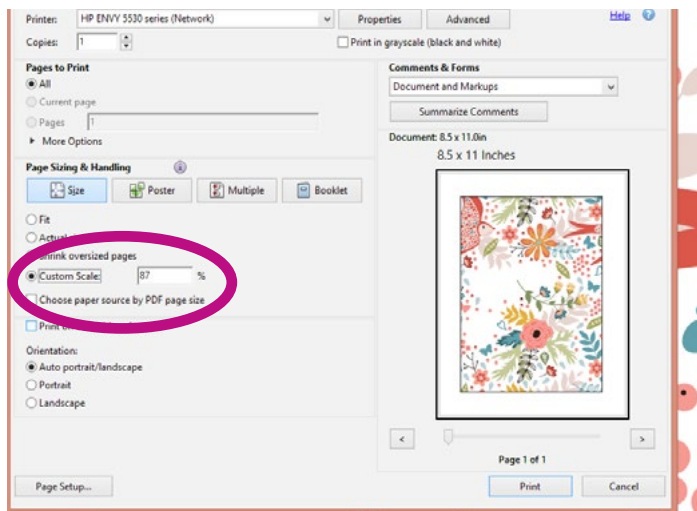 Printer: HP ENVY 5530 series (Network) Properties Advanced Help
Copies: 1 Print in grayscale (black and white)
Pages to Print
All
Current page
Pages 1
More Options
Comments & Forms
Document and Markups
Summarize Comments
Page Sizing & Handling
Size Poster Multiple Booklet
Fit
oversized pages
Custom Scale: 87 %
Choose paper source by PDF page size
Print
Orientation:
Auto portrait/landscape
Portrait
Landscape
Document: 8.5 x 11.0in
8.5 x 11 Inches
< >
Page 1 of 1
Page Setup... Print Cancel